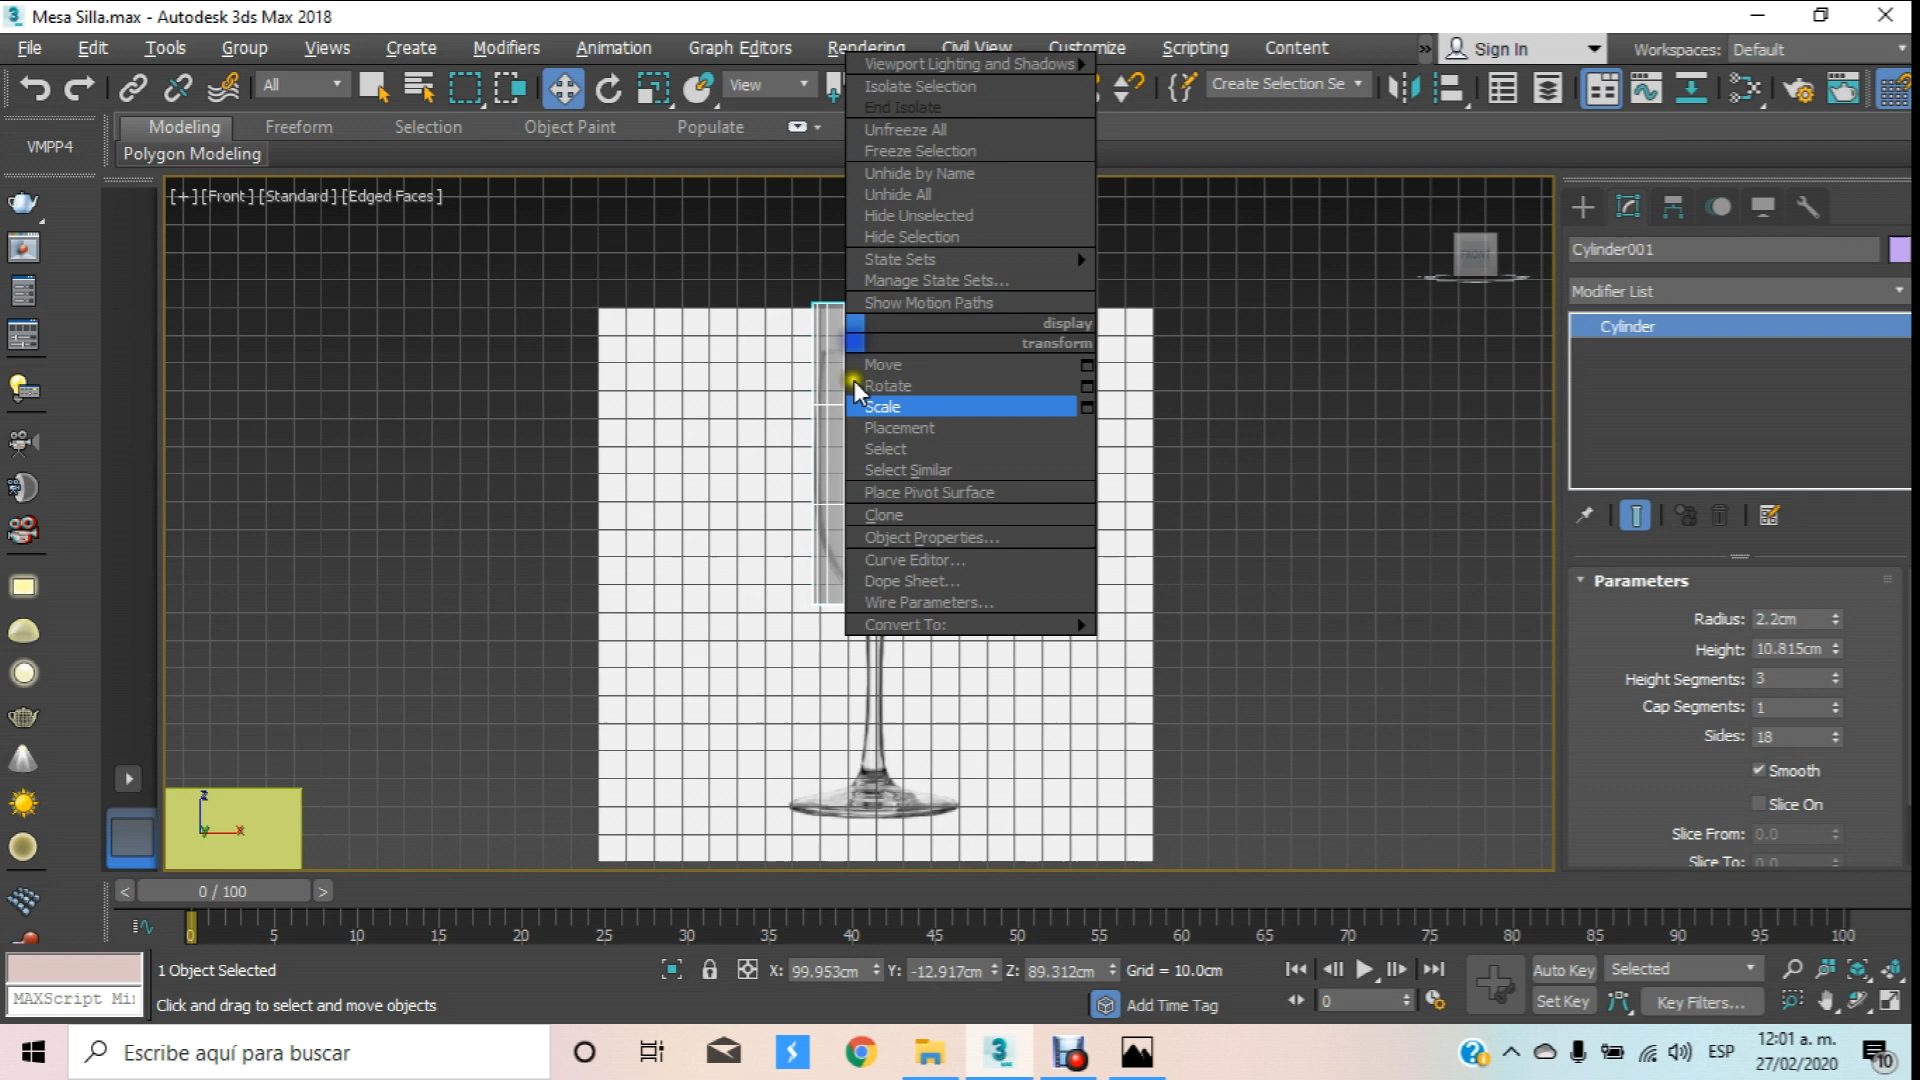 Mesa Silla.max - Autodesk 3ds Max 2018
File Edit Tools Group Views Create Modifiers Animation Graph Editors Rendering Civil View Customize Scripting Content » Sign In Workspaces: Default
All View Create Selection Se
VMPP4 Modeling Freeform Selection Object Paint Populate
Polygon Modeling
[+] [Front] [Standard] [Edged Faces]
Viewport Lighting and Shadows
Isolate Selection
End Isolate
Unfreeze All
Freeze Selection
Unhide by Name
Unhide All
Hide Unselected
Hide Selection
State Sets
Manage State Sets...
Show Motion Paths
display
transform
Move
Rotate
Scale
Placement
Select
Select Similar
Place Pivot Surface
Clone
Object Properties...
Curve Editor...
Dope Sheet...
Wire Parameters...
Convert To:
FRONT
Cylinder001
Modifier List
Cylinder
Parameters
Radius: 2.2cm
Height: 10.815cm
Height Segments: 3
Cap Segments: 1
Sides: 18
Smooth
Slice On
Slice From: 0.0
Slice To: 0.0
z
y x
< 0 / 100 >
0 5 10 15 20 25 30 35 40 45 50 55 60 65 70 75 80 85 90 95 100
1 Object Selected X: 99.953cm Y: -12.917cm Z: 89.312cm Grid = 10.0cm Auto Key Selected
MAXScript Mi Click and drag to select and move objects Add Time Tag 0 Set Key Key Filters...
Escribe aquí para buscar
ESP
12:01 a. m.
27/02/2020
10